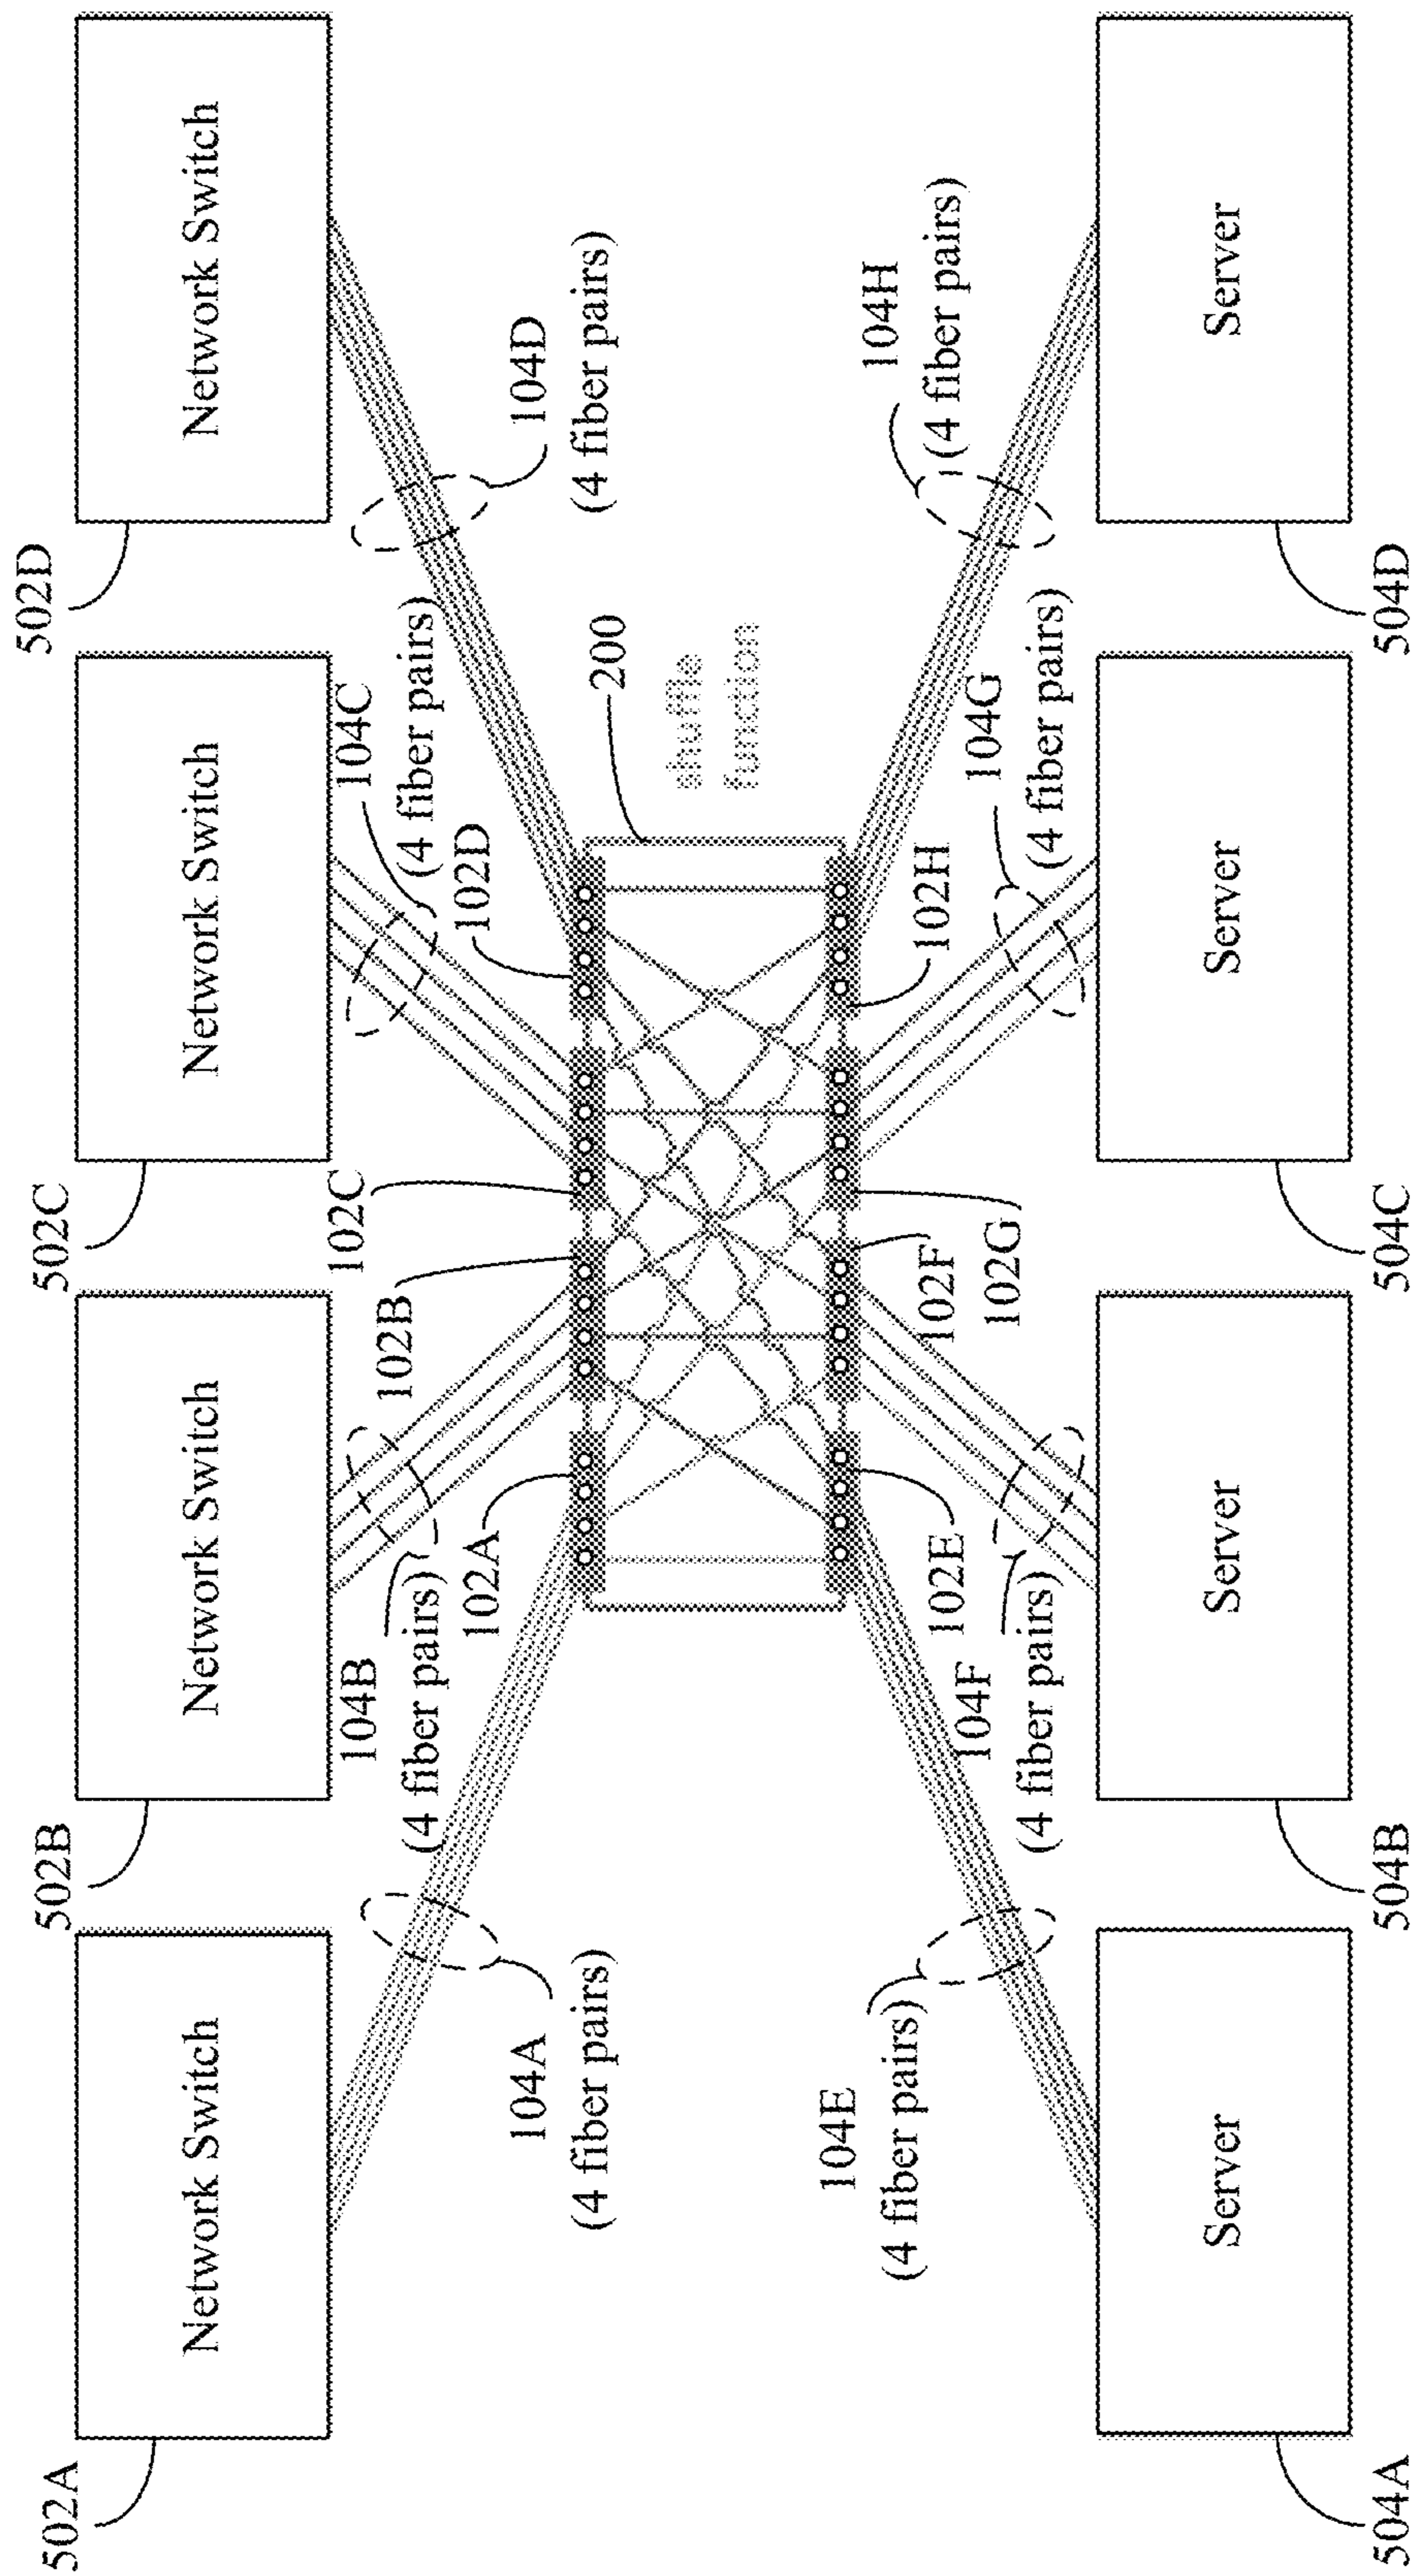 502A
Network Switch
502B
Network Switch
502C
Network Switch
502D
Network Switch
104A
(4 fiber pairs)
104B
(4 fiber pairs)
102A
102B
102C
104C
(4 fiber pairs)
102D
104D
(4 fiber pairs)
200
shuffle
function
104E
(4 fiber pairs)
102E
104F
(4 fiber pairs)
102F
102G
102H
104G
(4 fiber pairs)
104H
(4 fiber pairs)
Server
504A
Server
504B
Server
504C
Server
504D